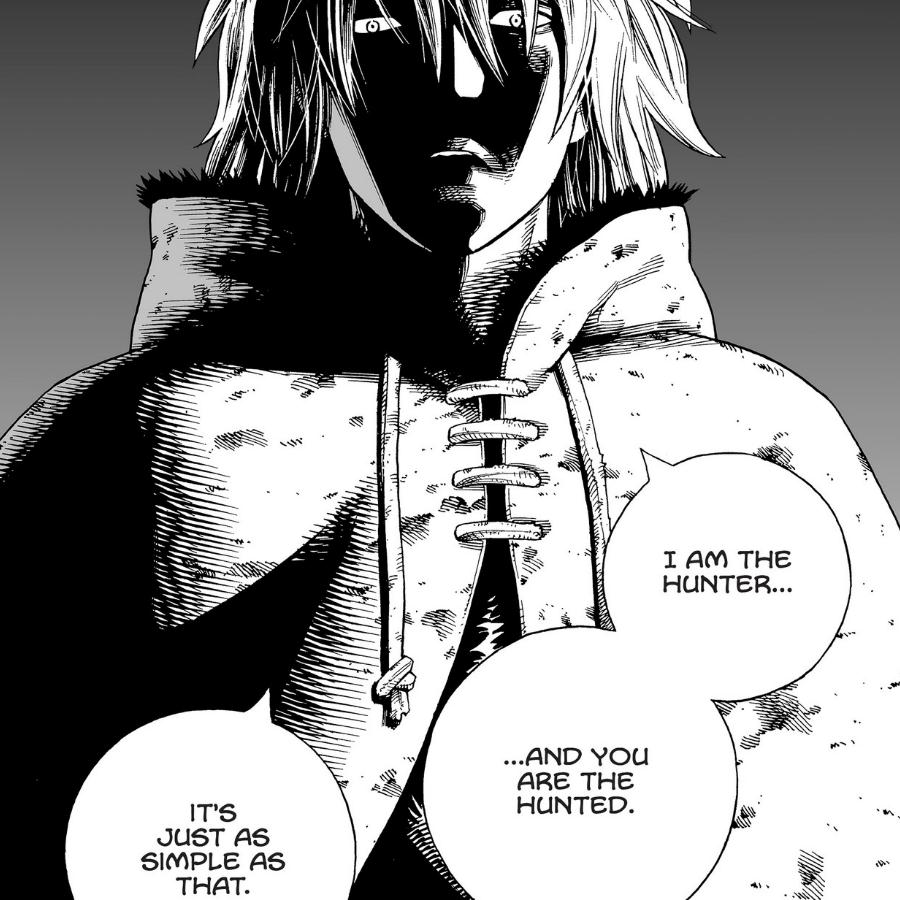 I AM THE
HUNTER...
...AND YOU
ARE THE
HUNTED.
IT'S
JUST AS
SIMPLE AS
THAT.